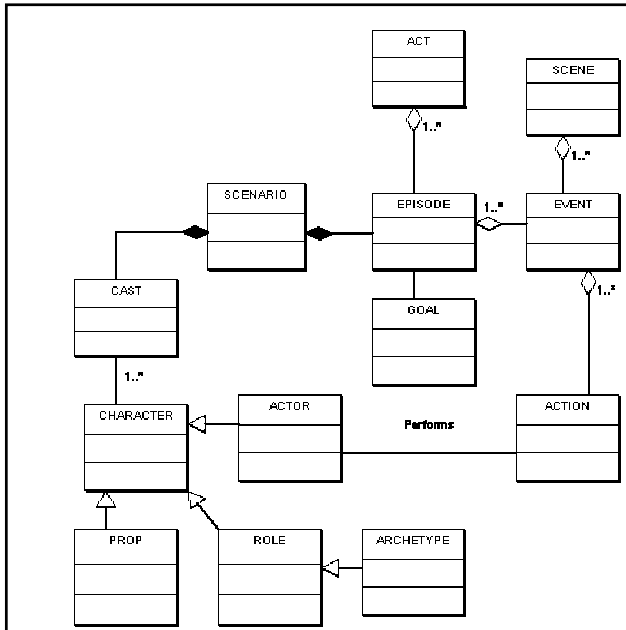 ACT
SCENE
1..*
1..*
SCENARIO
EPISODE
1..*
EVENT
CAST
GOAL
1..*
1..*
CHARACTER
ACTOR
Performs
ACTION
PROP
ROLE
ARCHETYPE